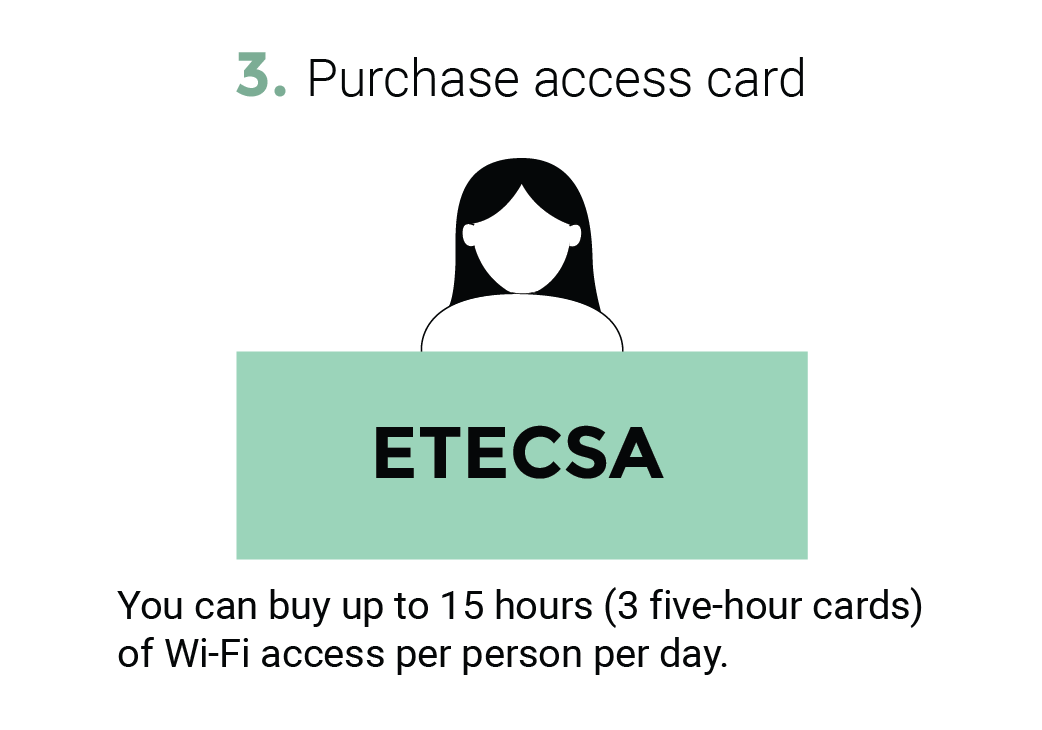 3. Purchase access card
ETECSA
You can buy up to 15 hours (3 five-hour cards)
of Wi-Fi access per person per day.